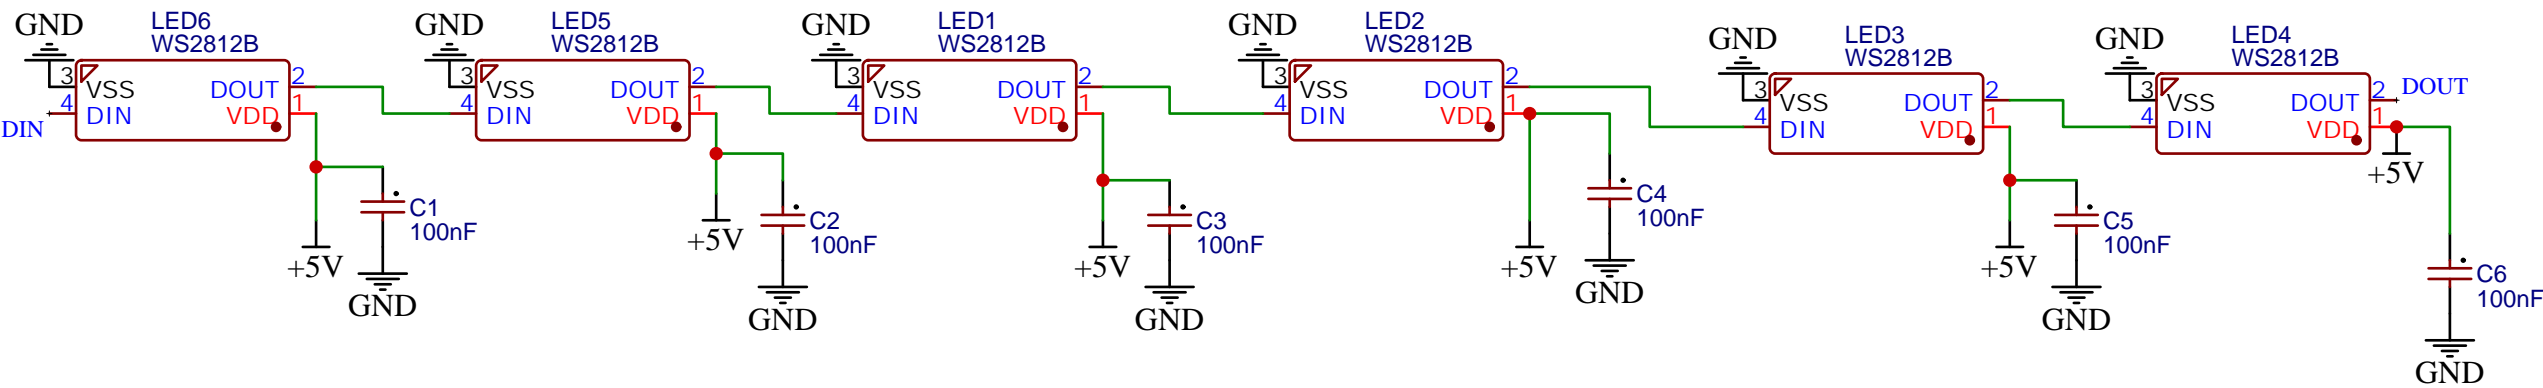 GND
LED6
WS2812B
3
VSS
4
DIN
DIN
DOUT
2
VDD
1
+5V
C1
100nF
GND
GND
LED5
WS2812B
3
VSS
4
DIN
DOUT
2
VDD
1
+5V
C2
100nF
GND
GND
LED1
WS2812B
3
VSS
4
DIN
DOUT
2
VDD
1
+5V
C3
100nF
GND
GND
LED2
WS2812B
3
VSS
4
DIN
DOUT
2
VDD
1
+5V
C4
100nF
GND
GND
LED3
WS2812B
3
VSS
4
DIN
DOUT
2
VDD
1
+5V
C5
100nF
GND
GND
LED4
WS2812B
3
VSS
4
DIN
DOUT
2
DOUT
VDD
1
+5V
C6
100nF
GND